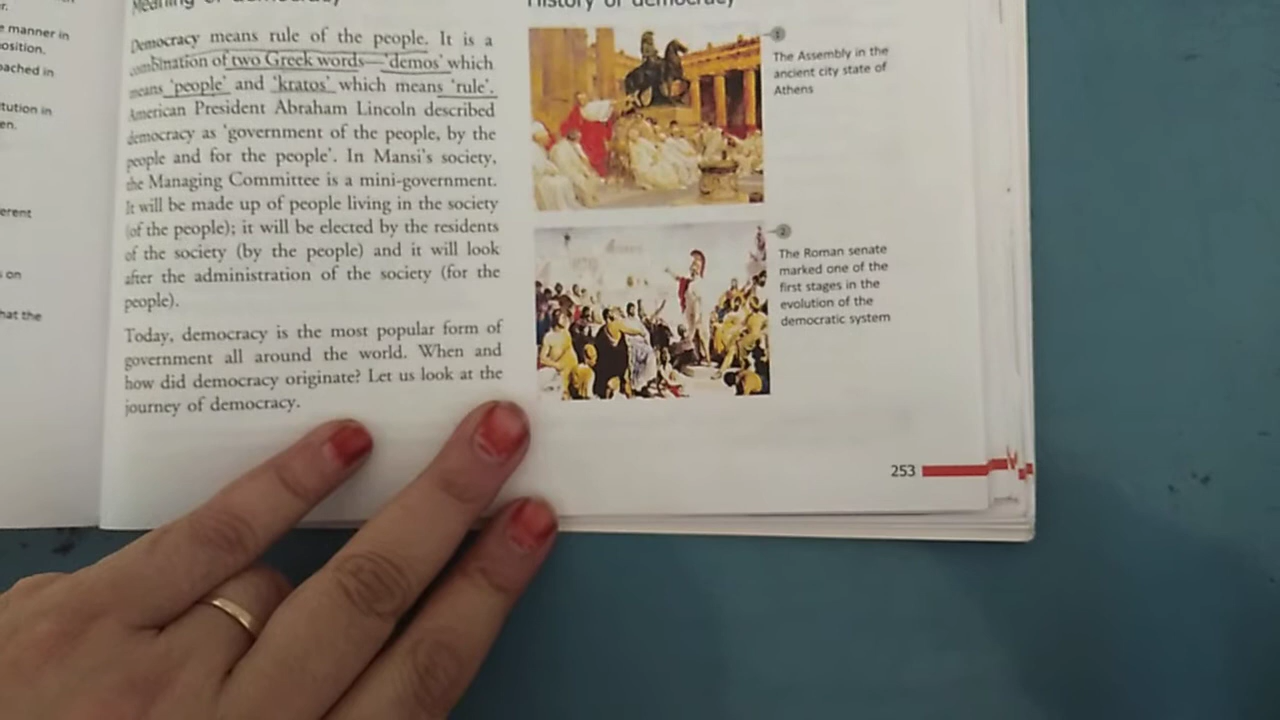 r.
e manner in
osition.
ached in
tution in
en.
erent
s on
hat the
Meaning of democracy
Democracy means rule of the people. It is a
combination of two Greek words—'demos' which
means 'people' and 'kratos' which means 'rule'.
American President Abraham Lincoln described
democracy as 'government of the people, by the
people and for the people'. In Mansi's society,
the Managing Committee is a mini-government.
It will be made up of people living in the society
(of the people); it will be elected by the residents
of the society (by the people) and it will look
after the administration of the society (for the
people).
Today, democracy is the most popular form of
government all around the world. When and
how did democracy originate? Let us look at the
journey of democracy.
History of democracy
1
The Assembly in the
ancient city state of
Athens
2
The Roman senate
marked one of the
first stages in the
evolution of the
democratic system
253